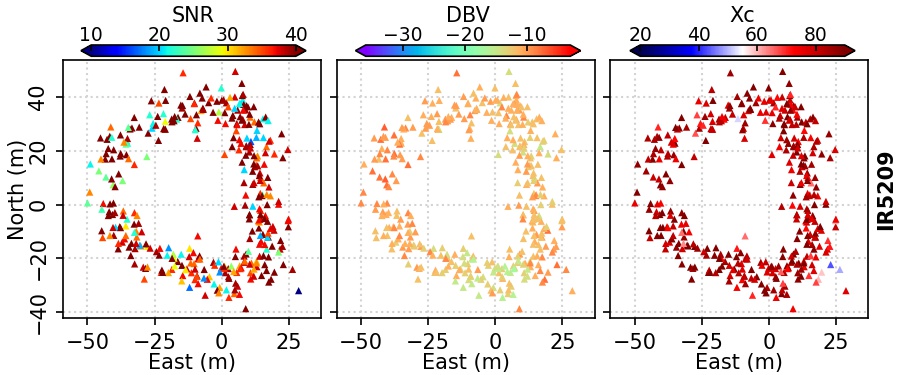 SNR DBV Xc
10 20 30 40 −30 −20 −10 20 40 60 80
40
20
0
−20
−40
North (m)
−50 −25 0 25 −50 −25 0 25 −50 −25 0 25
East (m) East (m) East (m)
IR5209